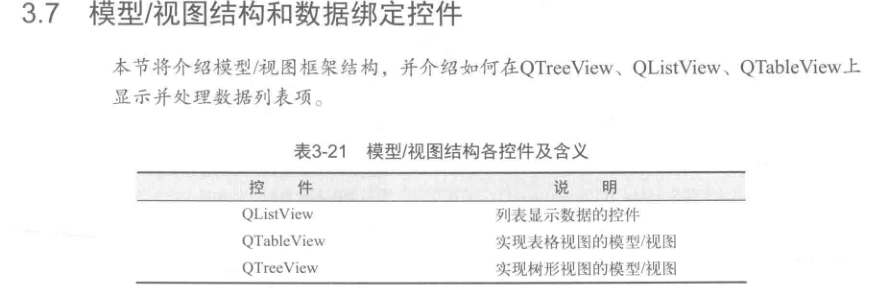 3.7 模型/视图结构和数据绑定控件
本节将介绍模型/视图框架结构，并介绍如何在QTreeView、QListView、QTableView上
显示并处理数据列表项。
表3-21 模型/视图结构各控件及含义
控 件 说 明
QListView 列表显示数据的控件
QTableView 实现表格视图的模型/视图
QTreeView 实现树形视图的模型/视图